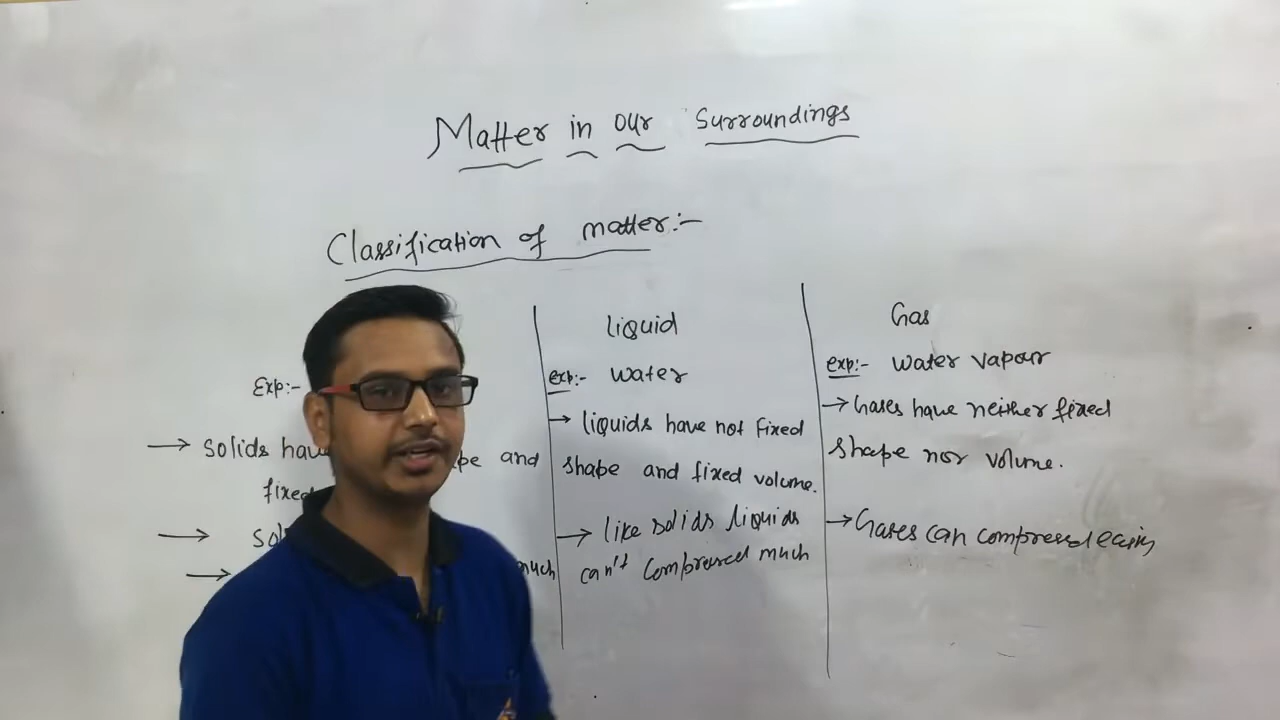 Matter in our Surroundings
Classification of matter:-
Exp:-
→ solids have
pe and
fixed
→ sol
→
much
liquid
exp:- water
→ liquids have not fixed
shape and fixed volume.
→ like solids liquids
can't compressed much
Gas
exp:- water vapour
→ Gases have neither fixed
shape nor volume.
→ Gases can compressed easily